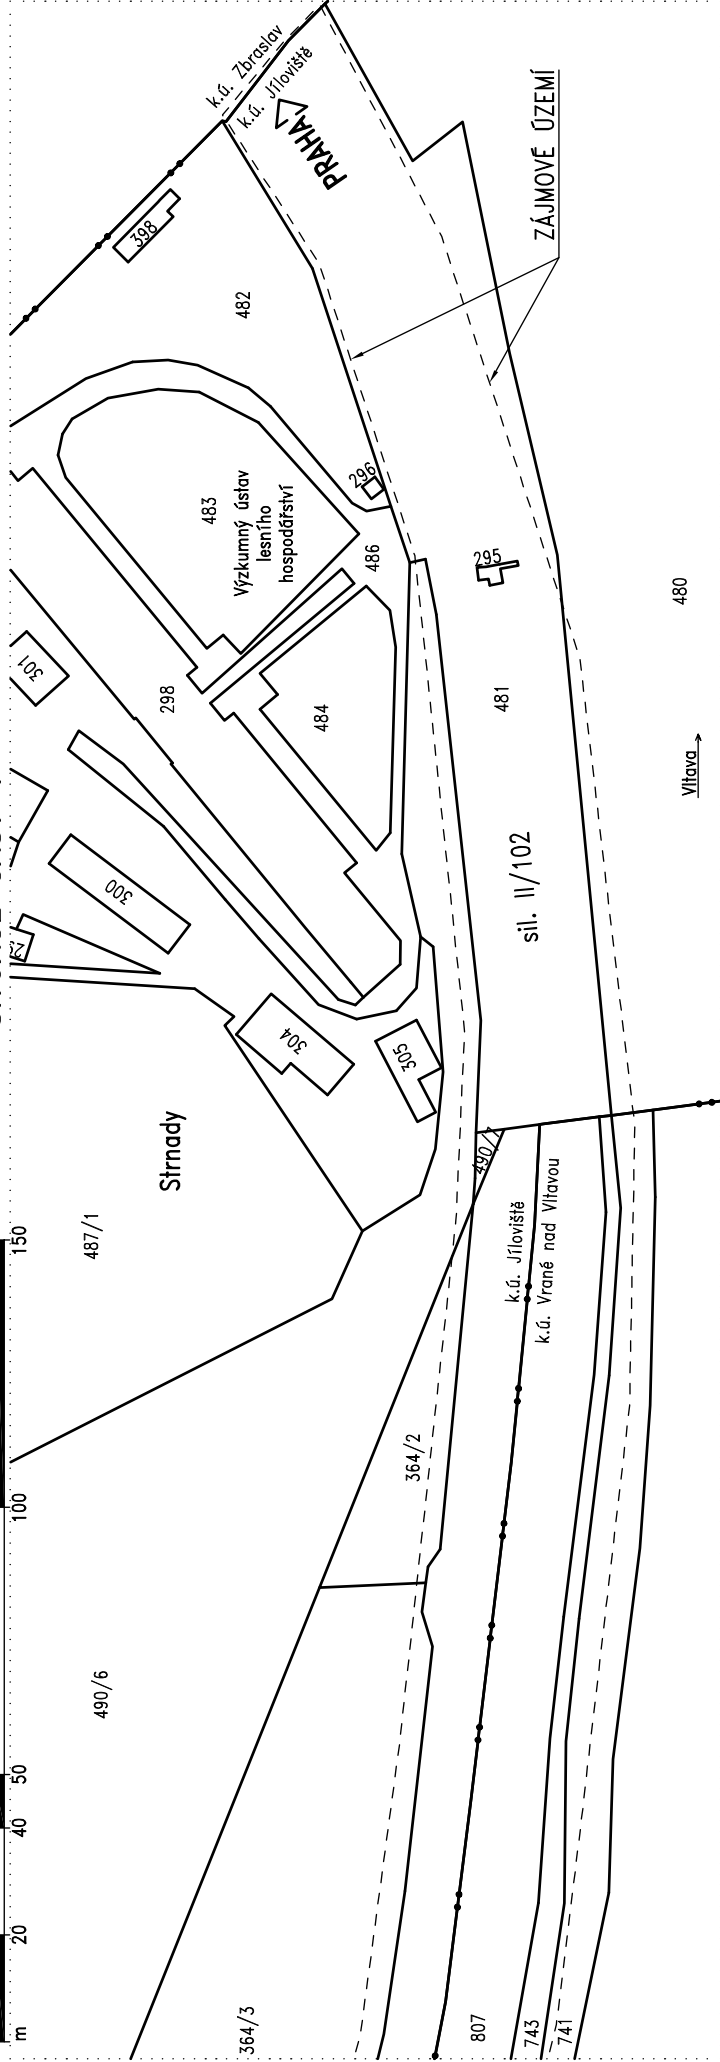 k.ú. Zbraslav
k.ú. Jíloviště
PRAHA
ZÁJMOVÉ ÚZEMÍ
398
482
296
483
Výzkumný ústav
lesního
hospodářství
486
295
480
301
298
484
481
Vltava
sil. II/102
300
304
305
Strnady
487/1
490/7
k.ú. Jíloviště
k.ú. Vrané nad Vltavou
150
364/2
100
490/6
50
40
20
m
364/3
807
743
741